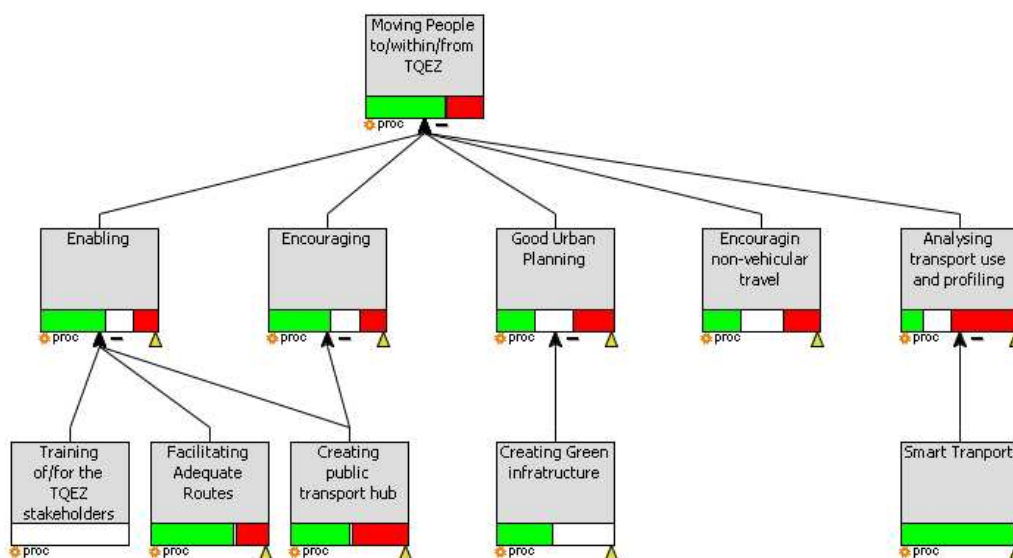 Moving People
to/within/from
TQEZ
proc
Enabling
proc
Encouraging
proc
Good Urban
Planning
proc
Encouragin
non-vehicular
travel
proc
Analysing
transport use
and profiling
proc
Training
of/for the
TQEZ
stakeholders
proc
Facilitating
Adequate
Routes
proc
Creating
public
transport hub
proc
Creating Green
infratructure
proc
Smart Tranport
proc